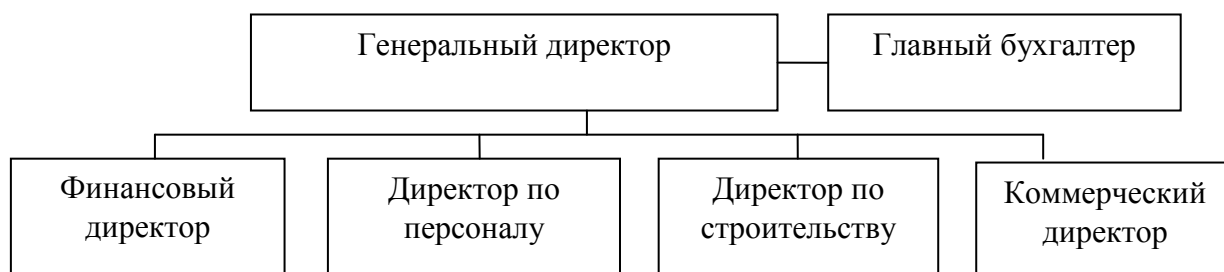 Генеральный директор
Главный бухгалтер
Финансовый
директор
Директор по
персоналу
Директор по
строительству
Коммерческий
директор